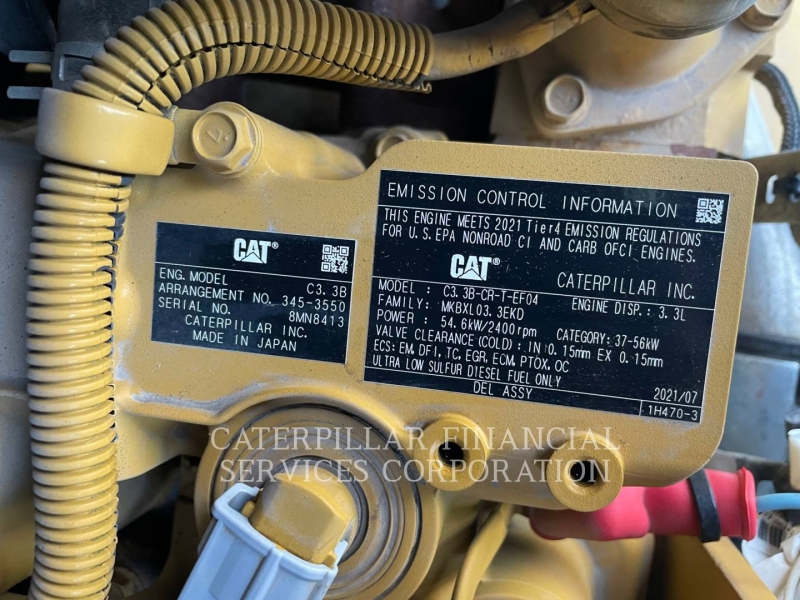 4
4
CAT®
ENG. MODEL C3.3B
ARRANGEMENT NO. 345-3550
SERIAL NO. 8MN8413
CATERPILLAR INC.
MADE IN JAPAN
EMISSION CONTROL INFORMATION
THIS ENGINE MEETS 2021 Tier4 EMISSION REGULATIONS
FOR U.S. EPA NONROAD CI AND CARB OFCI ENGINES.
CAT® CATERPILLAR INC.
MODEL : C3.3B-CR-T-EF04 ENGINE DISP.: 3.3L
FAMILY: MKBXL03.3EKD
POWER : 54.6kW/2400rpm CATEGORY: 37-56kW
VALVE CLEARANCE (COLD) : IN 0.15mm EX 0.15mm
ECS: EM, DFI, TC, EGR, ECM, PTOX, OC
ULTRA LOW SULFUR DIESEL FUEL ONLY
DEL ASSY 2021/07
1H470-3
CATERPILLAR FINANCIAL
SERVICES CORPORATION